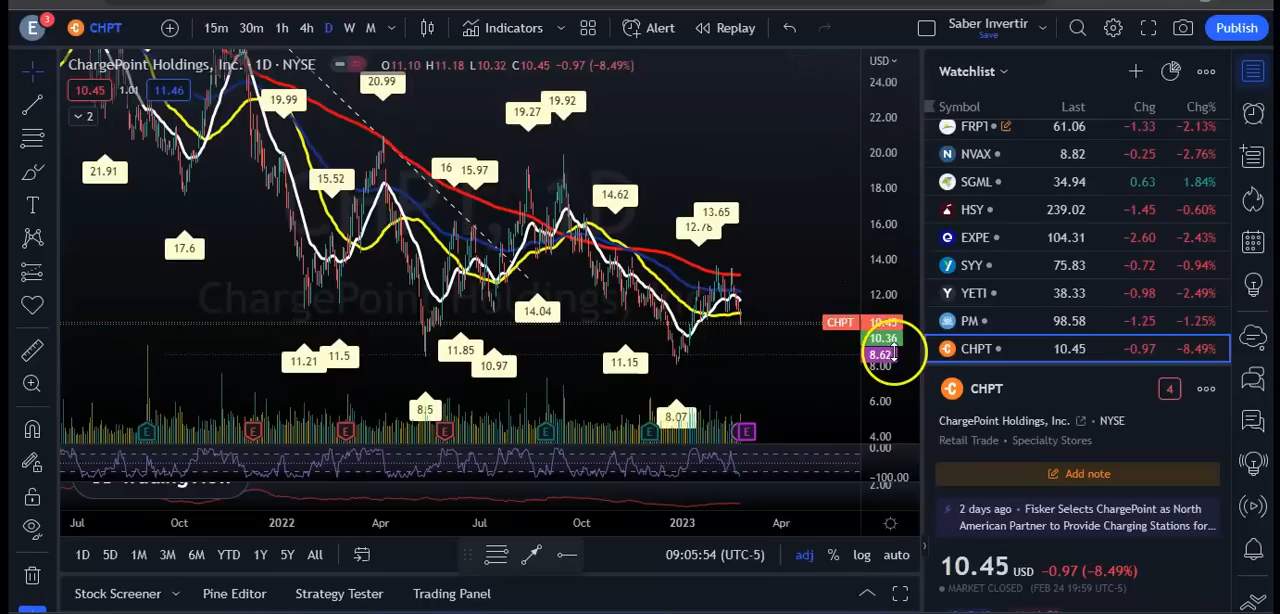 E 3 CHPT 15m 30m 1h 4h D W M Indicators Alert Replay Saber Invertir Save Publish
ChargePoint Holdings, Inc. · 1D · NYSE O11.10 H11.18 L10.32 C10.45 −0.97 (−8.49%)
10.45 1.01 11.46
2
USD
24.00
22.00
20.00
18.00
16.00
14.00
12.00
CHPT 10.45
10.36
8.62
8.00
6.00
4.00
0.00
−100.00
2.00
20.99
19.99
19.27
19.92
21.91
15.52
16
15.97
14.62
13.65
12.76
17.6
14.04
11.21
11.5
11.85
10.97
11.15
8.5
8.07
E E E E E E E
ChargePoint Holdings
Jul Oct 2022 Apr Jul Oct 2023 Apr
1D 5D 1M 3M 6M YTD 1Y 5Y All 09:05:54 (UTC-5) adj % log auto
Stock Screener Pine Editor Strategy Tester Trading Panel
Watchlist
Symbol Last Chg Chg%
FRPT 61.06 −1.33 −2.13%
NVAX 8.82 −0.25 −2.76%
SGML 34.94 0.63 1.84%
HSY 239.02 −1.45 −0.60%
EXPE 104.31 −2.60 −2.43%
SYY 75.83 −0.72 −0.94%
YETI 38.33 −0.98 −2.49%
PM 98.58 −1.25 −1.25%
CHPT 10.45 −0.97 −8.49%
CHPT 4
ChargePoint Holdings, Inc. · NYSE
Retail Trade · Specialty Stores
Add note
2 days ago · Fisker Selects ChargePoint as North
American Partner to Provide Charging Stations for...
10.45 USD −0.97 (−8.49%)
MARKET CLOSED (FEB 24 19:59 UTC-5)